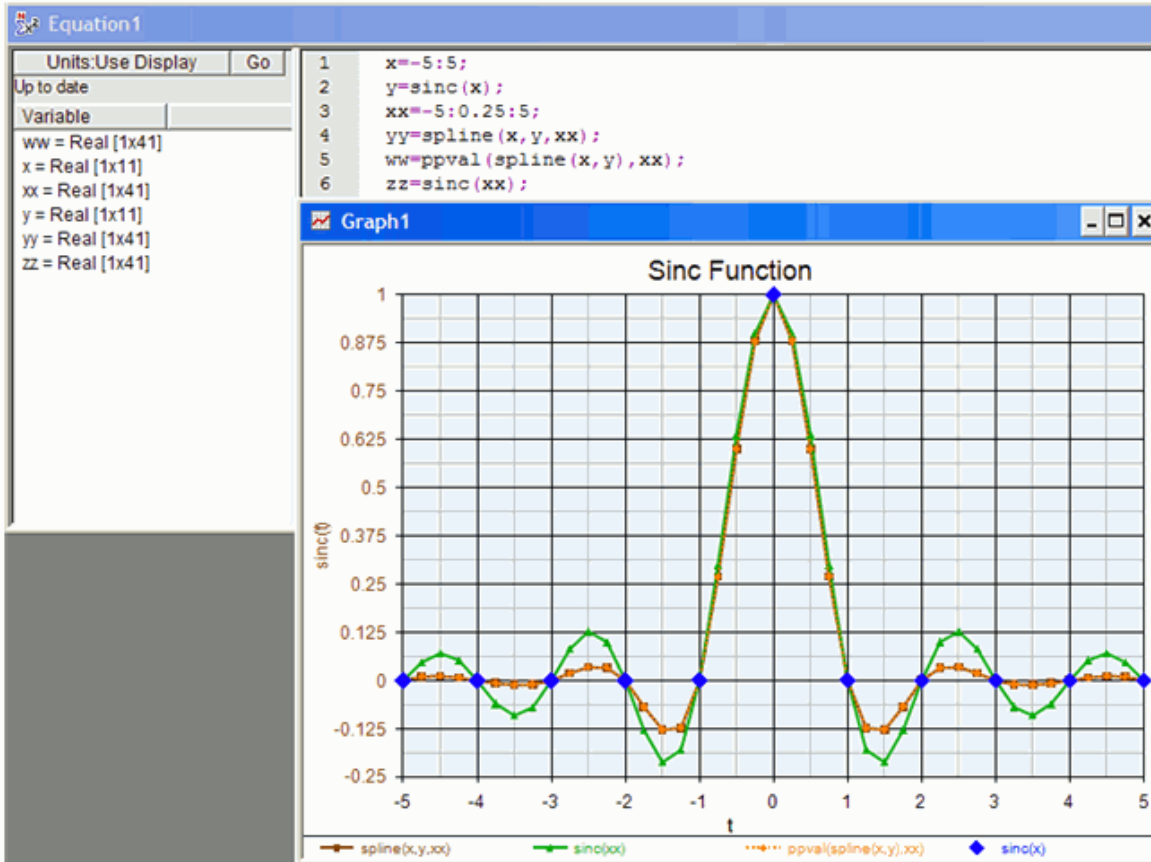 Equation1
Units:Use Display Go
Up to date
Variable
ww = Real [1x41]
x = Real [1x11]
xx = Real [1x41]
y = Real [1x11]
yy = Real [1x41]
zz = Real [1x41]
1 x=-5:5;
2 y=sinc(x);
3 xx=-5:0.25:5;
4 yy=spline(x,y,xx);
5 ww=ppval(spline(x,y),xx);
6 zz=sinc(xx);
Graph1
Sinc Function
1
0.875
0.75
0.625
0.5
0.375
0.25
0.125
0
-0.125
-0.25
sinc(t)
-5 -4 -3 -2 -1 0 1 2 3 4 5
t
spline(x,y,xx) sinc(xx) ppval(spline(x,y),xx) sinc(x)